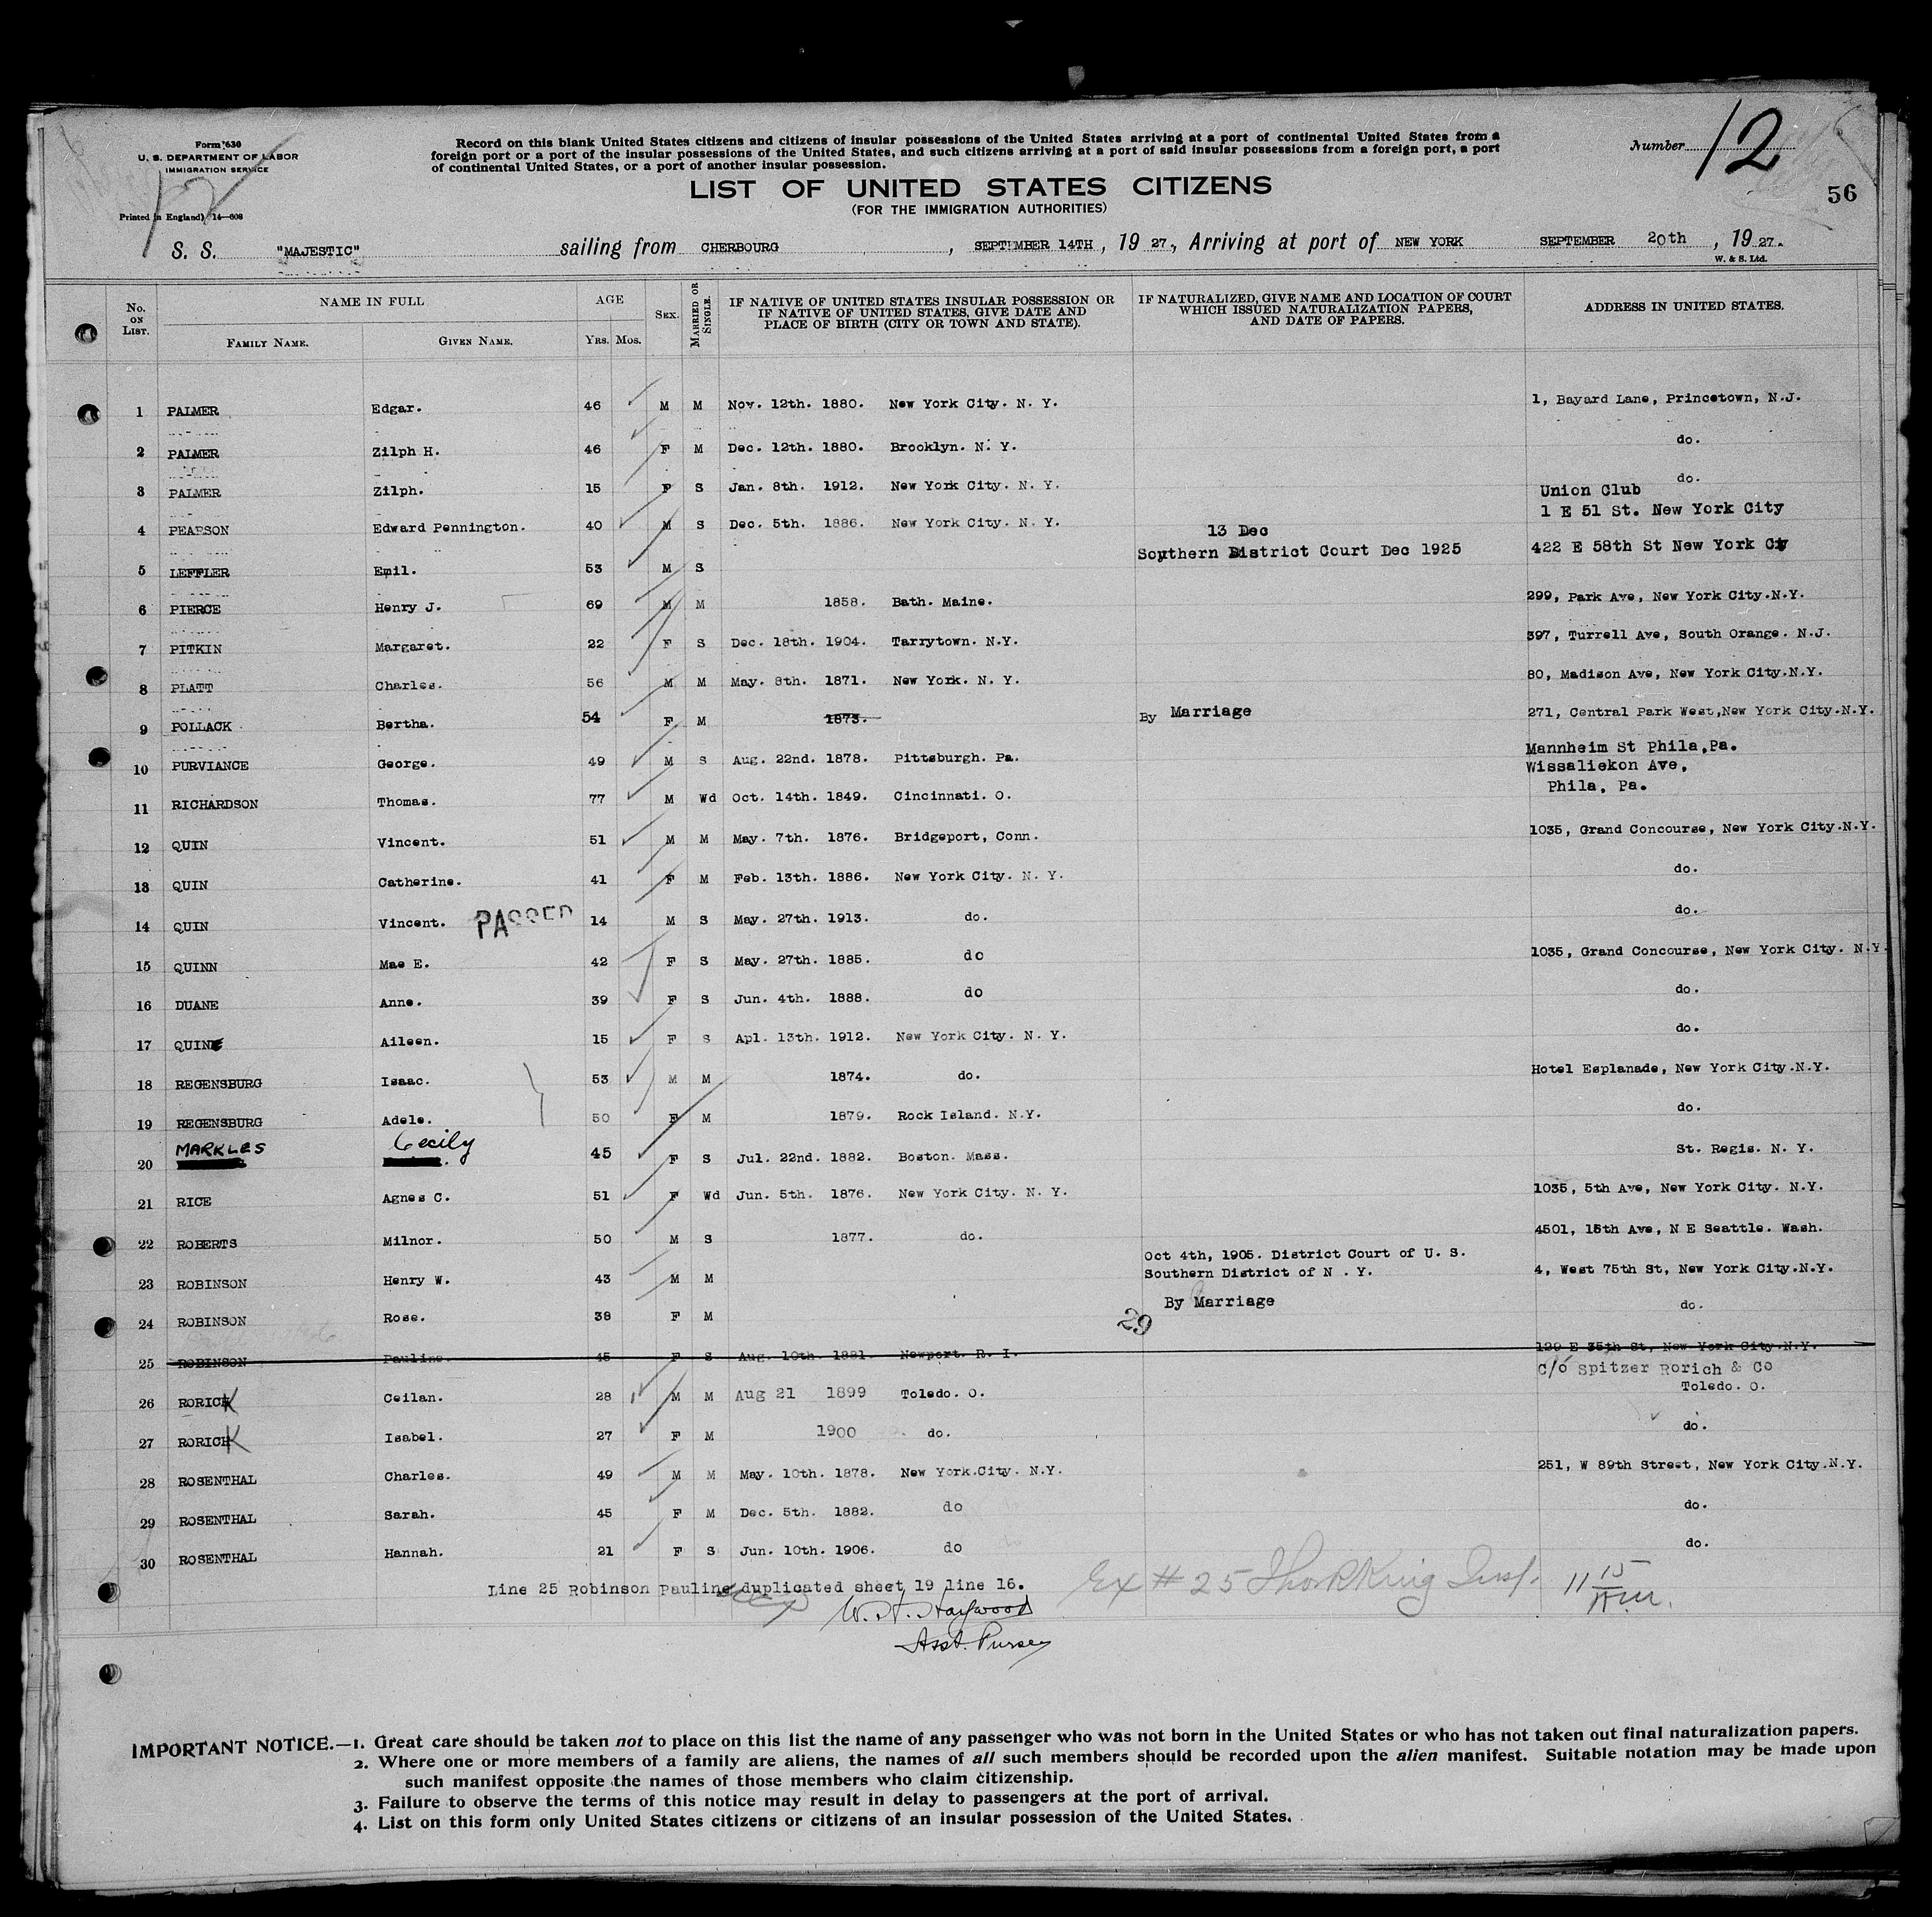 Form 630
U. S. DEPARTMENT OF LABOR
IMMIGRATION SERVICE
Printed in England) 14—608
Record on this blank United States citizens and citizens of insular possessions of the United States arriving at a port of continental United States from a
foreign port or a port of the insular possessions of the United States, and such citizens arriving at a port of said insular possessions from a foreign port, a port
of continental United States, or a port of another insular possession.
Number 12
56
LIST OF UNITED STATES CITIZENS
(FOR THE IMMIGRATION AUTHORITIES)
S. S. "MAJESTIC" sailing from CHERBOURG, SEPTEMBER 14TH, 19 27., Arriving at port of NEW YORK SEPTEMBER 20th, 19 27.
W. & S. Ltd.
No. ON LIST. NAME IN FULL AGE SEX. MARRIED OR SINGLE. IF NATIVE OF UNITED STATES INSULAR POSSESSION OR IF NATIVE OF UNITED STATES, GIVE DATE AND PLACE OF BIRTH (CITY OR TOWN AND STATE). IF NATURALIZED, GIVE NAME AND LOCATION OF COURT WHICH ISSUED NATURALIZATION PAPERS, AND DATE OF PAPERS. ADDRESS IN UNITED STATES.
FAMILY NAME. GIVEN NAME. YRS. MOS.
1 PALMER Edgar. 46 M M Nov. 12th. 1880. New York City. N. Y. 1, Bayard Lane, Princetown, N.J.
2 PALMER Zilph H. 46 F M Dec. 12th. 1880. Brooklyn. N. Y. do.
3 PALMER Zilph. 15 F S Jan. 8th. 1912. New York City. N. Y. do.
Union Club
4 PEARSON Edward Pennington. 40 M S Dec. 5th. 1886. New York City. N. Y. 1 E 51 St. New York City
13 Dec
Southern District Court Dec 1925
5 LEFFLER Emil. 53 M S 422 E 58th St New York City
6 PIERCE Henry J. 69 M M 1858. Bath. Maine. 299, Park Ave, New York City.N.Y.
7 PITKIN Margaret. 22 F S Dec. 18th. 1904. Tarrytown. N.Y. 397, Turrell Ave, South Orange. N.J.
8 PLATT Charles. 56 M M May. 8th. 1871. New York. N. Y. 80, Madison Ave, New York City.N.Y.
9 POLLACK Bertha. 54 F M 1873. By Marriage 271, Central Park West,New York City.N.Y.
10 PURVIANCE George. 49 M S Aug. 22nd. 1878. Pittsburgh. Pa. Mannheim St Phila,Pa.
Wissaliekon Ave,
11 RICHARDSON Thomas. 77 M Wd Oct. 14th. 1849. Cincinnati. O. Phila, Pa.
12 QUIN Vincent. 51 M M May. 7th. 1876. Bridgeport, Conn. 1035, Grand Concourse, New York City.N.Y.
13 QUIN Catherine. 41 F M Feb. 13th. 1886. New York City. N. Y. do.
14 QUIN Vincent. PASSED 14 M S May. 27th. 1913. do. do.
15 QUINN Mae E. 42 F S May. 27th. 1885. do 1035, Grand Concourse, New York City. N.Y.
16 DUANE Anne. 39 F S Jun. 4th. 1888. do do.
17 QUIN Aileen. 15 F S Apl. 13th. 1912. New York City. N. Y. do.
18 REGENSBURG Isaac. 53 M M 1874. do. Hotel Esplanade, New York City.N.Y.
19 REGENSBURG Adele. 50 F M 1879. Rock Island. N.Y. do.
20 MARKLES Cecily 45 F S Jul. 22nd. 1882. Boston. Mass. St. Regis. N. Y.
21 RICE Agnes C. 51 F Wd Jun. 5th. 1876. New York City. N. Y. 1035, 5th Ave, New York City. N.Y.
22 ROBERTS Milnor. 50 M S 1877. do. 4501, 15th Ave, N E Seattle. Wash.
Oct 4th, 1905. District Court of U. S.
23 ROBINSON Henry W. 43 M M Southern District of N . Y. 4, West 75th St, New York City.N.Y.
24 ROBINSON Rose. 38 F M By Marriage do.
29
25 ROBINSON Pauline. 45 F S Aug. 10th. 1881. Newport. R. I. 129 E 35th St, New York City.N.Y.
C/o Spitzer Rorich & Co
26 RORICK Ceilan. 28 M M Aug 21 1899 Toledo. O. Toledo. O.
27 RORICK Isabel. 27 F M 1900 do. do.
28 ROSENTHAL Charles. 49 M M May. 10th. 1878. New York.City. N.Y. 251, W 89th Street, New York City.N.Y.
29 ROSENTHAL Sarah. 45 F M Dec. 5th. 1882. do do.
30 ROSENTHAL Hannah. 21 F S Jun. 10th. 1906. do do.
Line 25 Robinson Pauline duplicated sheet 19 line 16.
Ex # 25 King Insp. 11 15 A.M.
W. H. Haywood
Asst. Purser
IMPORTANT NOTICE.—1. Great care should be taken not to place on this list the name of any passenger who was not born in the United States or who has not taken out final naturalization papers.
2. Where one or more members of a family are aliens, the names of all such members should be recorded upon the alien manifest. Suitable notation may be made upon
such manifest opposite the names of those members who claim citizenship.
3. Failure to observe the terms of this notice may result in delay to passengers at the port of arrival.
4. List on this form only United States citizens or citizens of an insular possession of the United States.